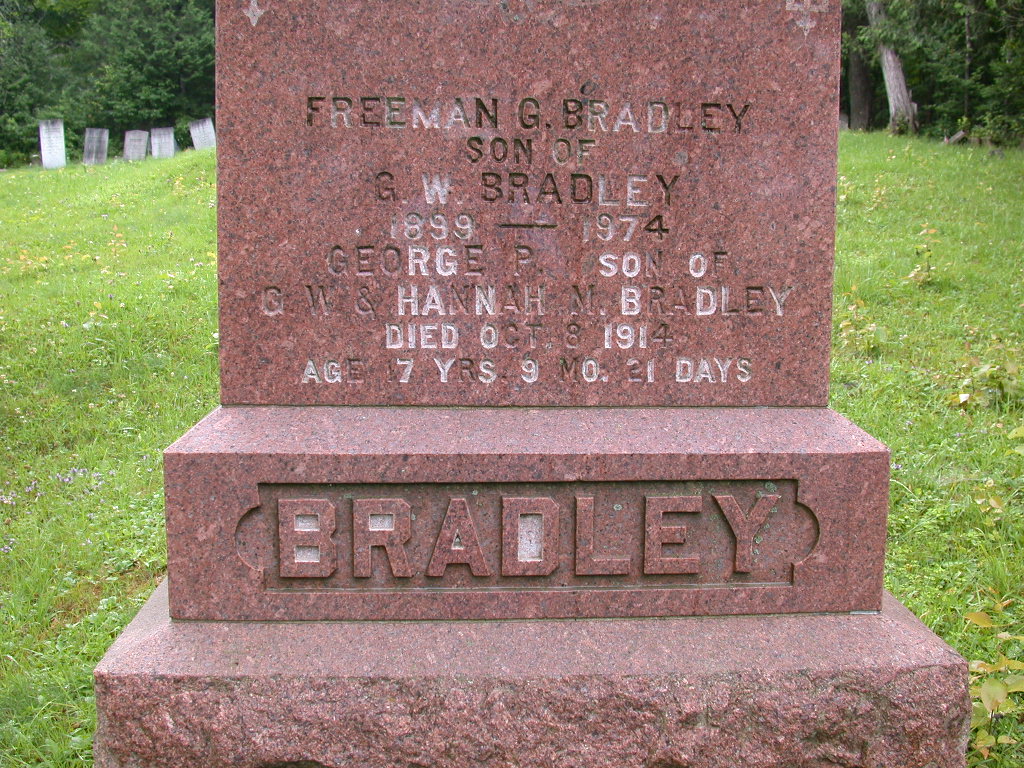 FREEMAN G. BRADLEY
SON OF
G. W. BRADLEY
1899 — 1974
GEORGE P. SON OF
G. W. & HANNAH M. BRADLEY
DIED OCT. 8 1914
AGE 17 YRS. 9 MO. 21 DAYS
BRADLEY